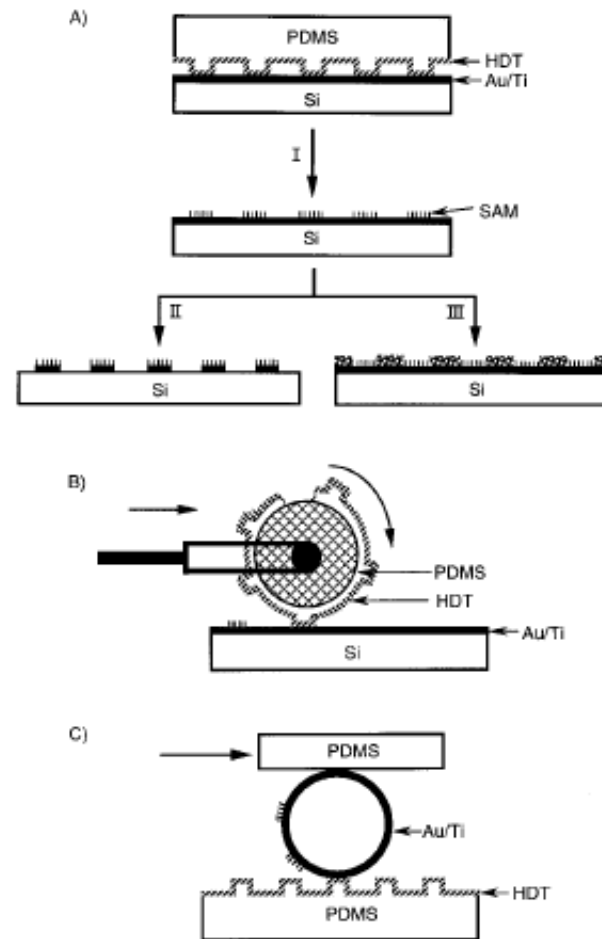 A)
PDMS
HDT
Au/Ti
Si
I
SAM
Si
II
III
Si
Si
B)
PDMS
HDT
Au/Ti
Si
C)
PDMS
Au/Ti
HDT
PDMS